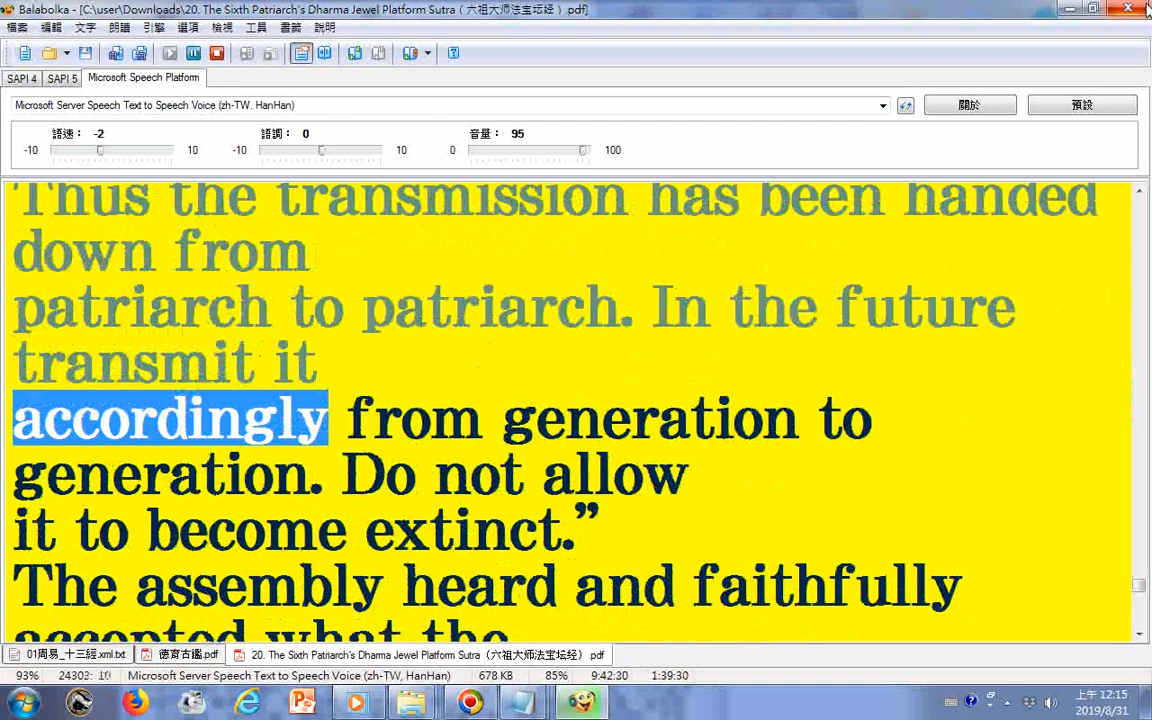 Balabolka - [C:\user\Downloads\20. The Sixth Patriarch's Dharma Jewel Platform Sutra（六祖大师法宝坛经）.pdf]
檔案 編輯 文字 朗讀 引擎 選項 檢視 工具 書籤 說明
SAPI 4 SAPI 5 Microsoft Speech Platform
Microsoft Server Speech Text to Speech Voice (zh-TW, HanHan) 關於 預設
語速： -2 語調： 0 音量： 95
-10 10 -10 10 0 100
Thus the transmission has been handed
down from
patriarch to patriarch. In the future
transmit it
accordingly from generation to
generation. Do not allow
it to become extinct.”
The assembly heard and faithfully
accepted what the
01周易_十三經.xml.txt 德育古鑑.pdf 20. The Sixth Patriarch's Dharma Jewel Platform Sutra（六祖大师法宝坛经）.pdf
93% 24303: 10 Microsoft Server Speech Text to Speech Voice (zh-TW, HanHan) 678 KB 85% 9:42:30 1:39:30
上午 12:15
2019/8/31